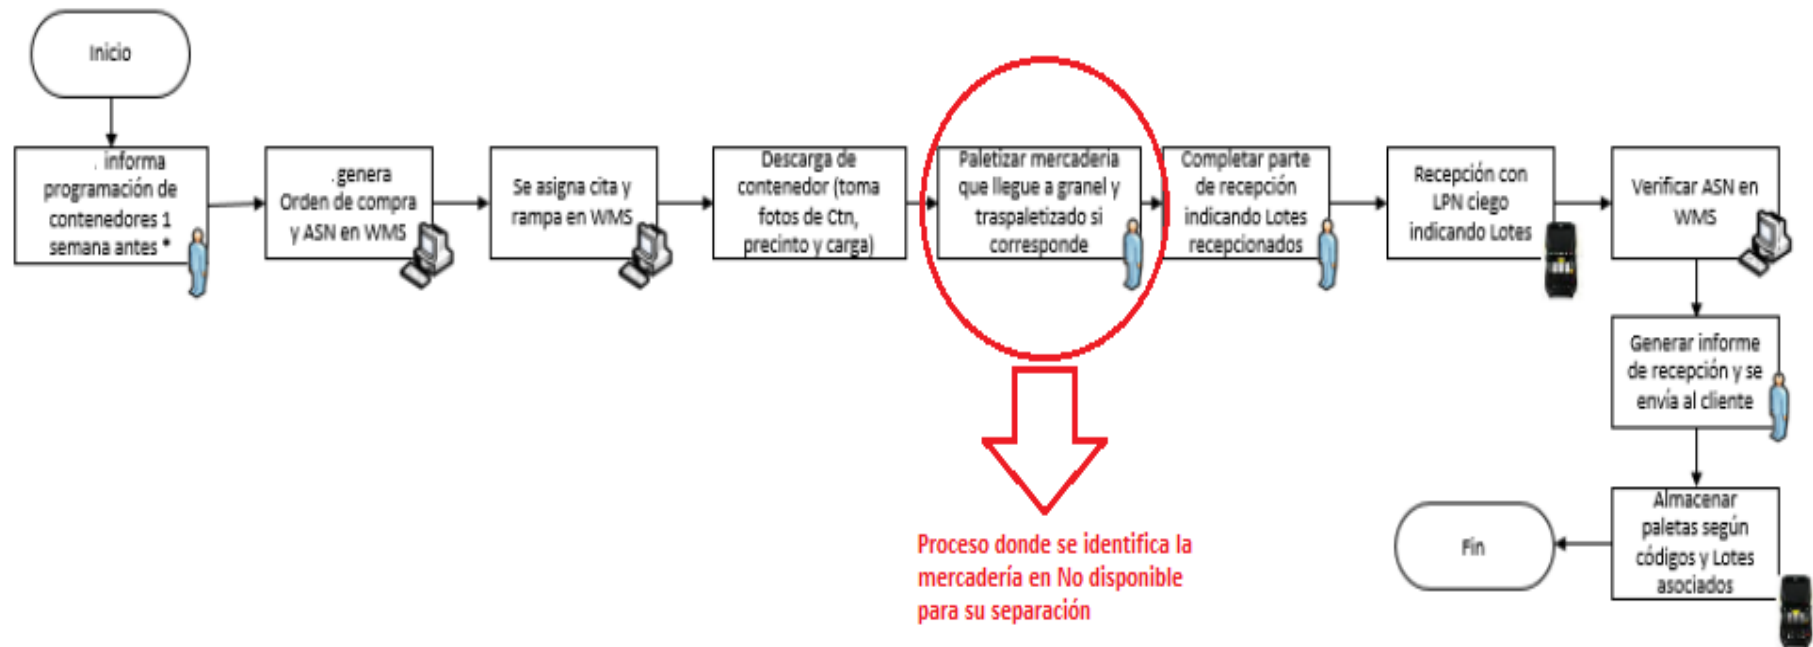 Inicio
. informa
programación de
contenedores 1
semana antes *
.genera
Orden de compra
y ASN en WMS
Se asigna cita y
rampa en WMS
Descarga de
contenedor (toma
fotos de Ctn,
precinto y carga)
Paletizar mercadería
que llegue a granel y
traspaletizado si
corresponde
Completar parte
de recepción
indicando Lotes
recepcionados
Recepción con
LPN ciego
indicando Lotes
Verificar ASN en
WMS
Generar informe
de recepción y se
envía al cliente
Almacenar
paletas según
códigos y Lotes
asociados
Fin
Proceso donde se identifica la
mercadería en No disponible
para su separación